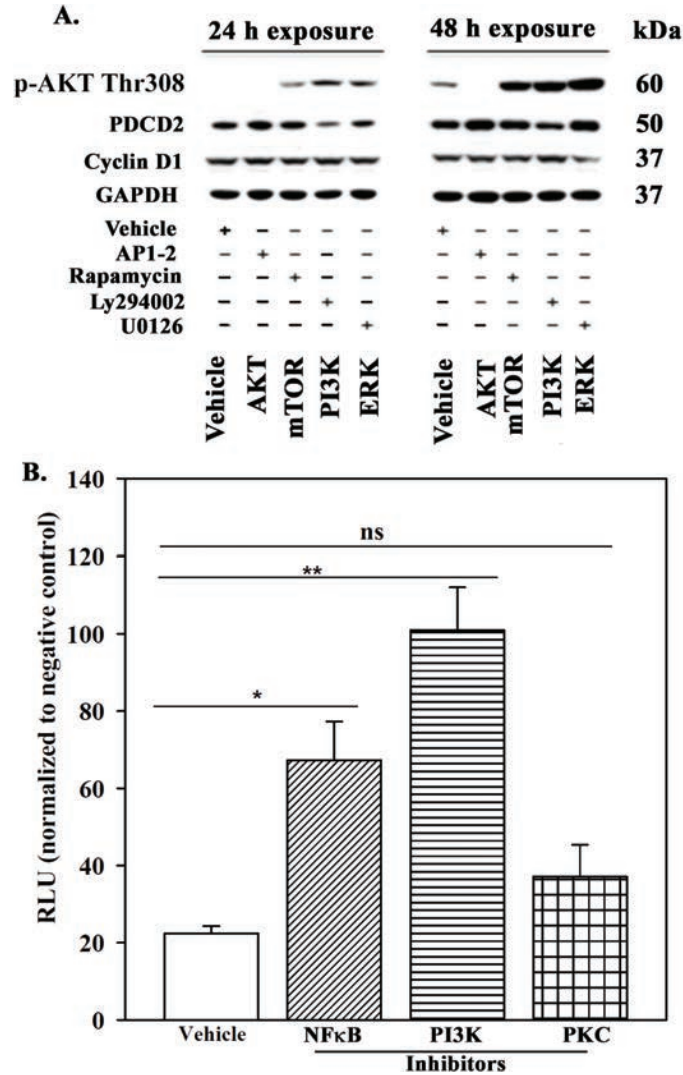 A.
24 h exposure 48 h exposure kDa
p-AKT Thr308 60
PDCD2 50
Cyclin D1 37
GAPDH 37
Vehicle + – – – – + – – – –
AP1-2 – + – – – – + – – –
Rapamycin – – + – – – – + – –
Ly294002 – – – + – – – – + –
U0126 – – – – + – – – – +
Vehicle AKT mTOR PI3K ERK Vehicle AKT mTOR PI3K ERK
B.
RLU (normalized to negative control)
140
120
100
80
60
40
20
0
ns
**
*
Vehicle NFκB PI3K PKC
Inhibitors